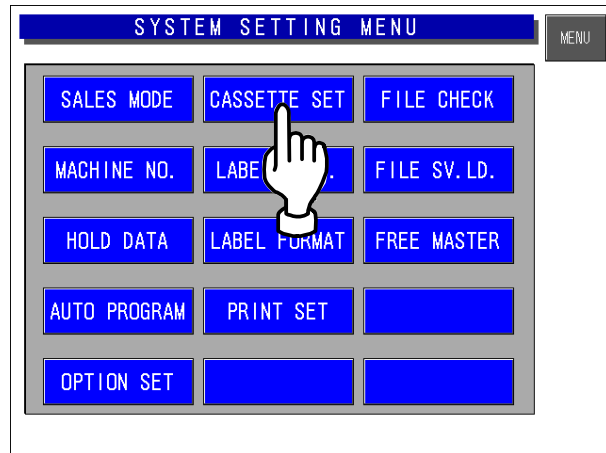 SYSTEM SETTING MENU
MENU
SALES MODE
CASSETTE SET
FILE CHECK
MACHINE NO.
FILE SV.LD.
HOLD DATA
LABEL FORMAT
FREE MASTER
AUTO PROGRAM
PRINT SET
OPTION SET